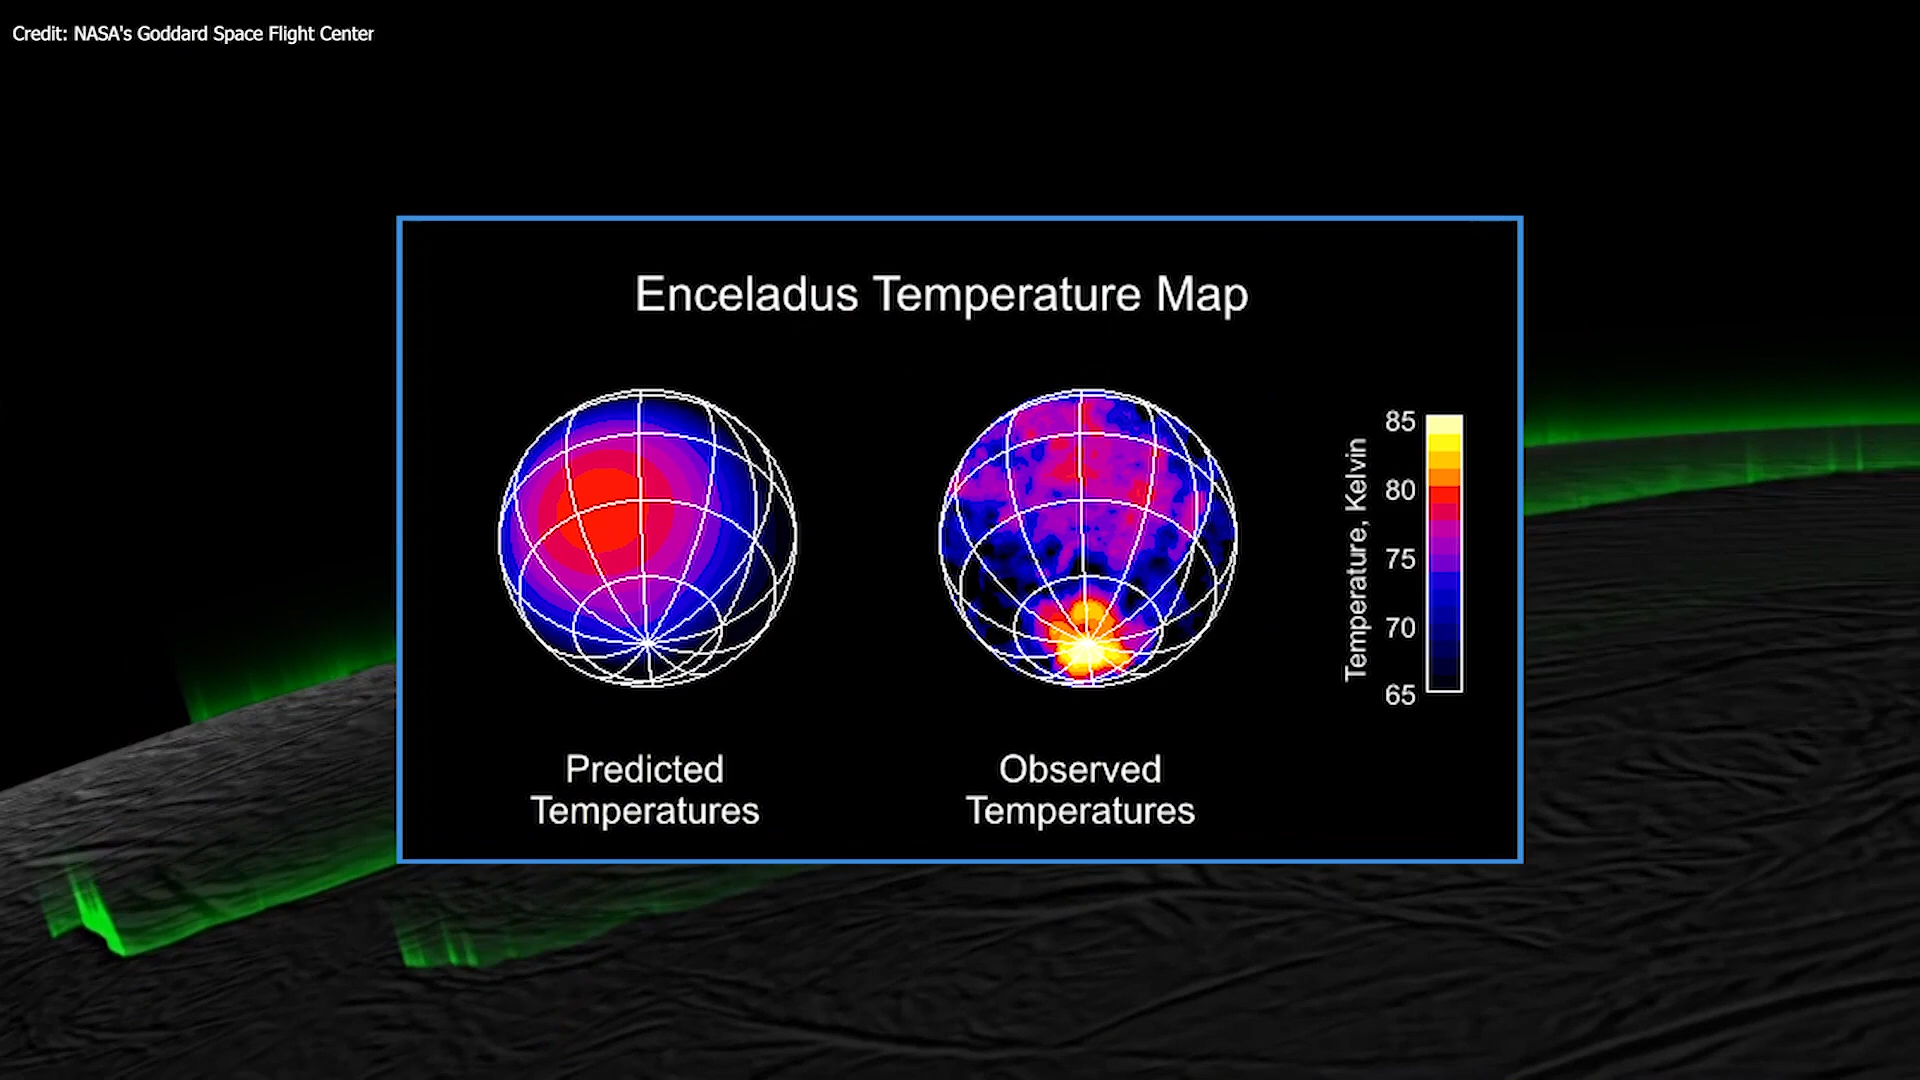 Credit: NASA's Goddard Space Flight Center
Enceladus Temperature Map
85
80
75
70
65
Temperature, Kelvin
Predicted
Temperatures
Observed
Temperatures